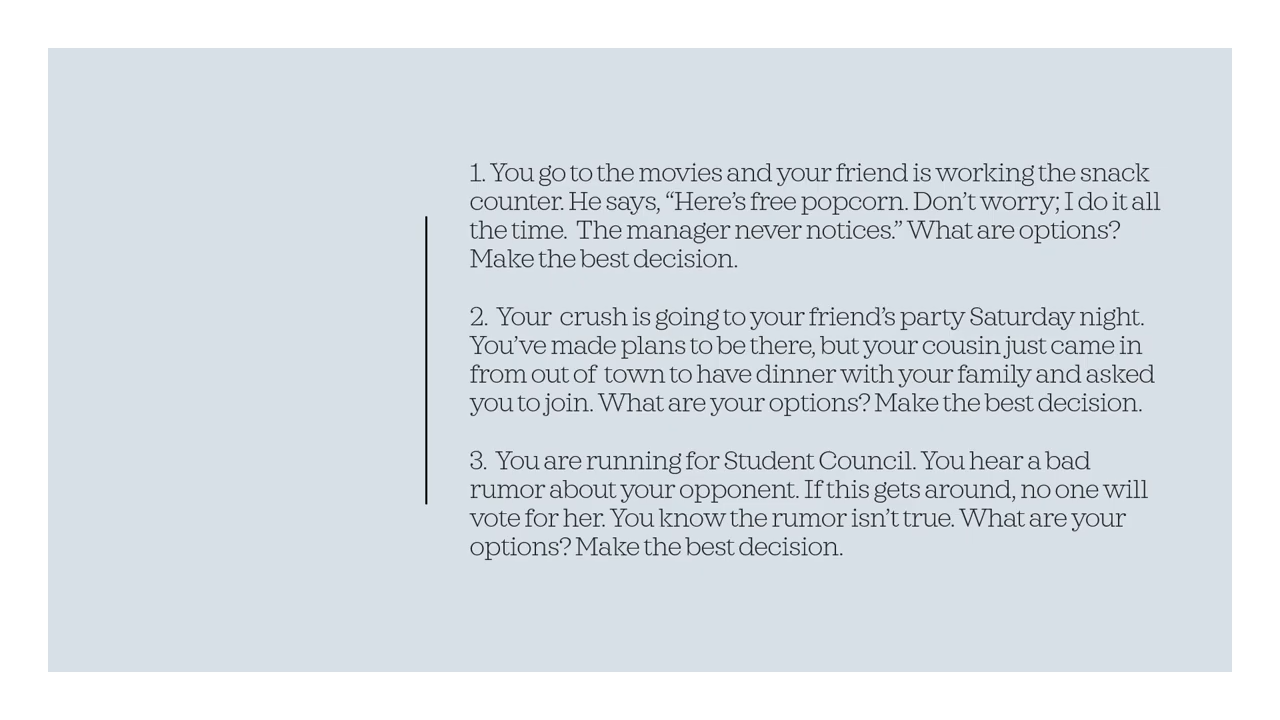 1. You go to the movies and your friend is working the snack
counter. He says, “Here’s free popcorn. Don’t worry; I do it all
the time.  The manager never notices.” What are options?
Make the best decision.
2.  Your  crush is going to your friend’s party Saturday night.
You’ve made plans to be there, but your cousin just came in
from out of  town to have dinner with your family and asked
you to join. What are your options? Make the best decision.
3.  You are running for Student Council. You hear a bad
rumor about your opponent. If this gets around, no one will
vote for her. You know the rumor isn’t true. What are your
options? Make the best decision.